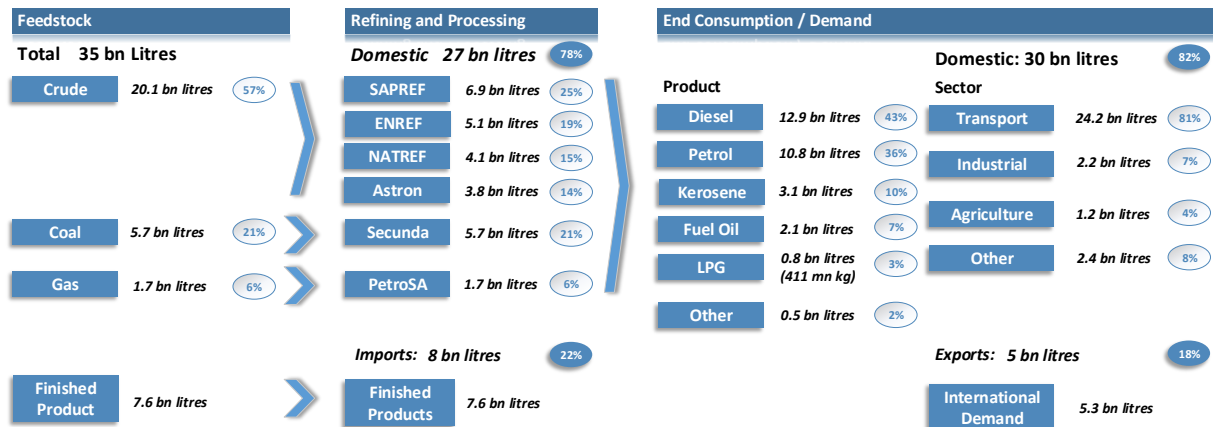 Feedstock
Total 35 bn Litres
Crude 20.1 bn litres 57%
Coal 5.7 bn litres 21%
Gas 1.7 bn litres 6%
Finished
Product
7.6 bn litres
Refining and Processing
Domestic 27 bn litres 78%
SAPREF 6.9 bn litres 25%
ENREF 5.1 bn litres 19%
NATREF 4.1 bn litres 15%
Astron 3.8 bn litres 14%
Secunda 5.7 bn litres 21%
PetroSA 1.7 bn litres 6%
Imports: 8 bn litres 22%
Finished
Products
7.6 bn litres
End Consumption / Demand
Domestic: 30 bn litres 82%
Product
Diesel 12.9 bn litres 43%
Petrol 10.8 bn litres 36%
Kerosene 3.1 bn litres 10%
Fuel Oil 2.1 bn litres 7%
LPG 0.8 bn litres 3%
(411 mn kg)
Other 0.5 bn litres 2%
Sector
Transport 24.2 bn litres 81%
Industrial 2.2 bn litres 7%
Agriculture 1.2 bn litres 4%
Other 2.4 bn litres 8%
Exports: 5 bn litres 18%
International
Demand
5.3 bn litres